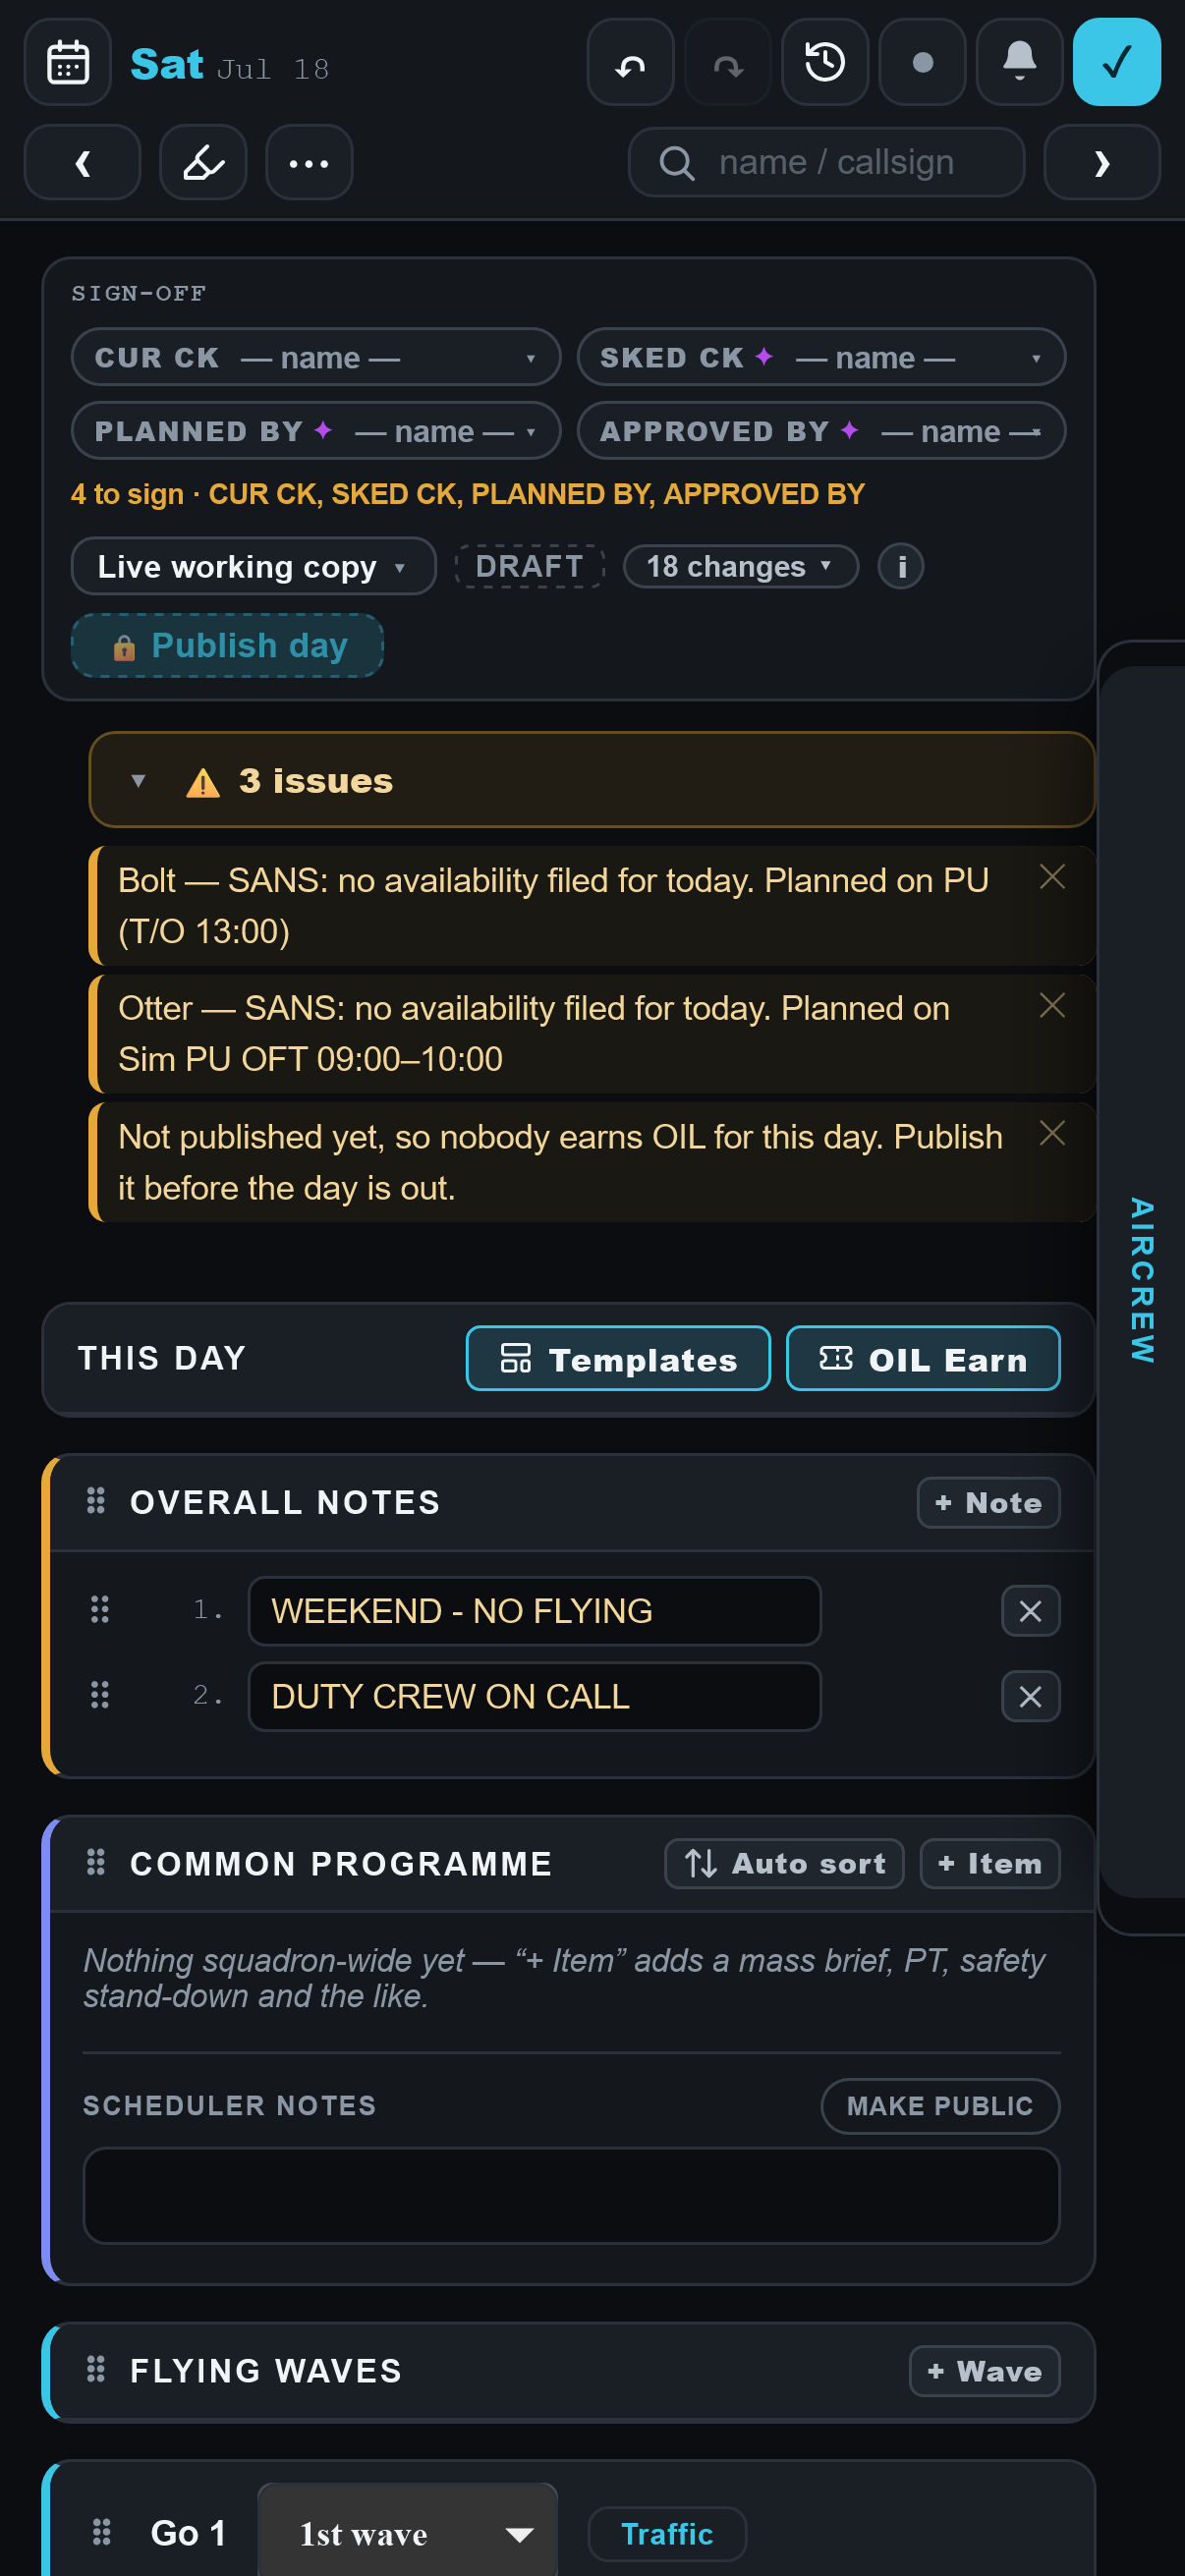 Sat Jul 18
name / callsign
SIGN-OFF
CUR CK — name —
SKED CK — name —
PLANNED BY — name —
APPROVED BY — name —
4 to sign · CUR CK, SKED CK, PLANNED BY, APPROVED BY
Live working copy DRAFT 18 changes i
Publish day
3 issues
Bolt — SANS: no availability filed for today. Planned on PU
(T/O 13:00)
Otter — SANS: no availability filed for today. Planned on
Sim PU OFT 09:00–10:00
Not published yet, so nobody earns OIL for this day. Publish
it before the day is out.
AIRCREW
THIS DAY Templates OIL Earn
OVERALL NOTES + Note
1. WEEKEND - NO FLYING
2. DUTY CREW ON CALL
COMMON PROGRAMME Auto sort + Item
Nothing squadron-wide yet — “+ Item” adds a mass brief, PT, safety
stand-down and the like.
SCHEDULER NOTES MAKE PUBLIC
FLYING WAVES + Wave
Go 1 1st wave Traffic